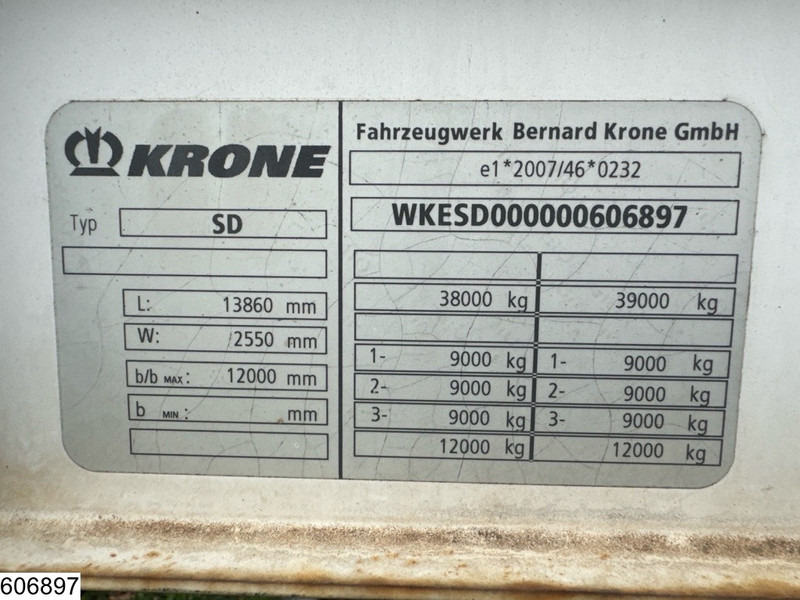 KRONE
Typ SD
L: 13860 mm
W: 2550 mm
b/b MAX: 12000 mm
b MIN: mm
Fahrzeugwerk Bernard Krone GmbH
e1*2007/46*0232
WKESD000000606897
38000 kg 39000 kg
1- 9000 kg 1- 9000 kg
2- 9000 kg 2- 9000 kg
3- 9000 kg 3- 9000 kg
12000 kg 12000 kg
606897